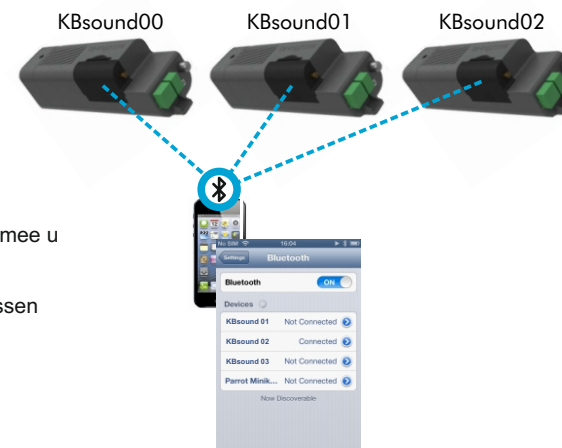 KBsound00 KBsound01 KBsound02
mee u
ssen
No SIM 16:04
Settings Bluetooth
Bluetooth ON
Devices
KBsound 01 Not Connected
KBsound 02 Connected
KBsound 03 Not Connected
Parrot Minik... Not Connected
Now Discoverable